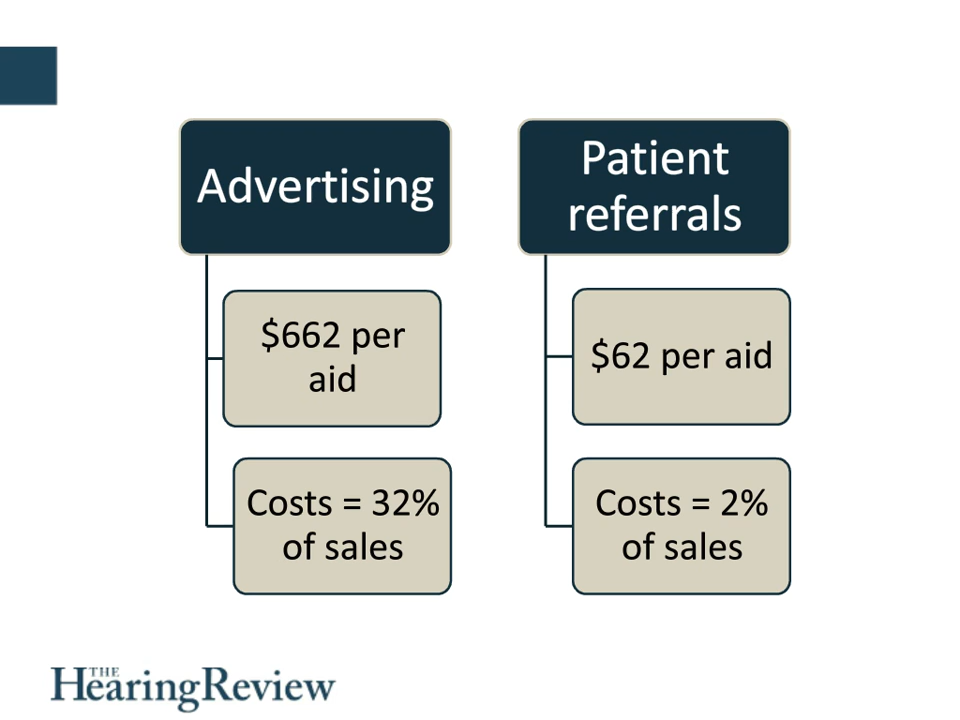 Advertising
$662 per
aid
Costs = 32%
of sales
Patient
referrals
$62 per aid
Costs = 2%
of sales
THE
HearingReview